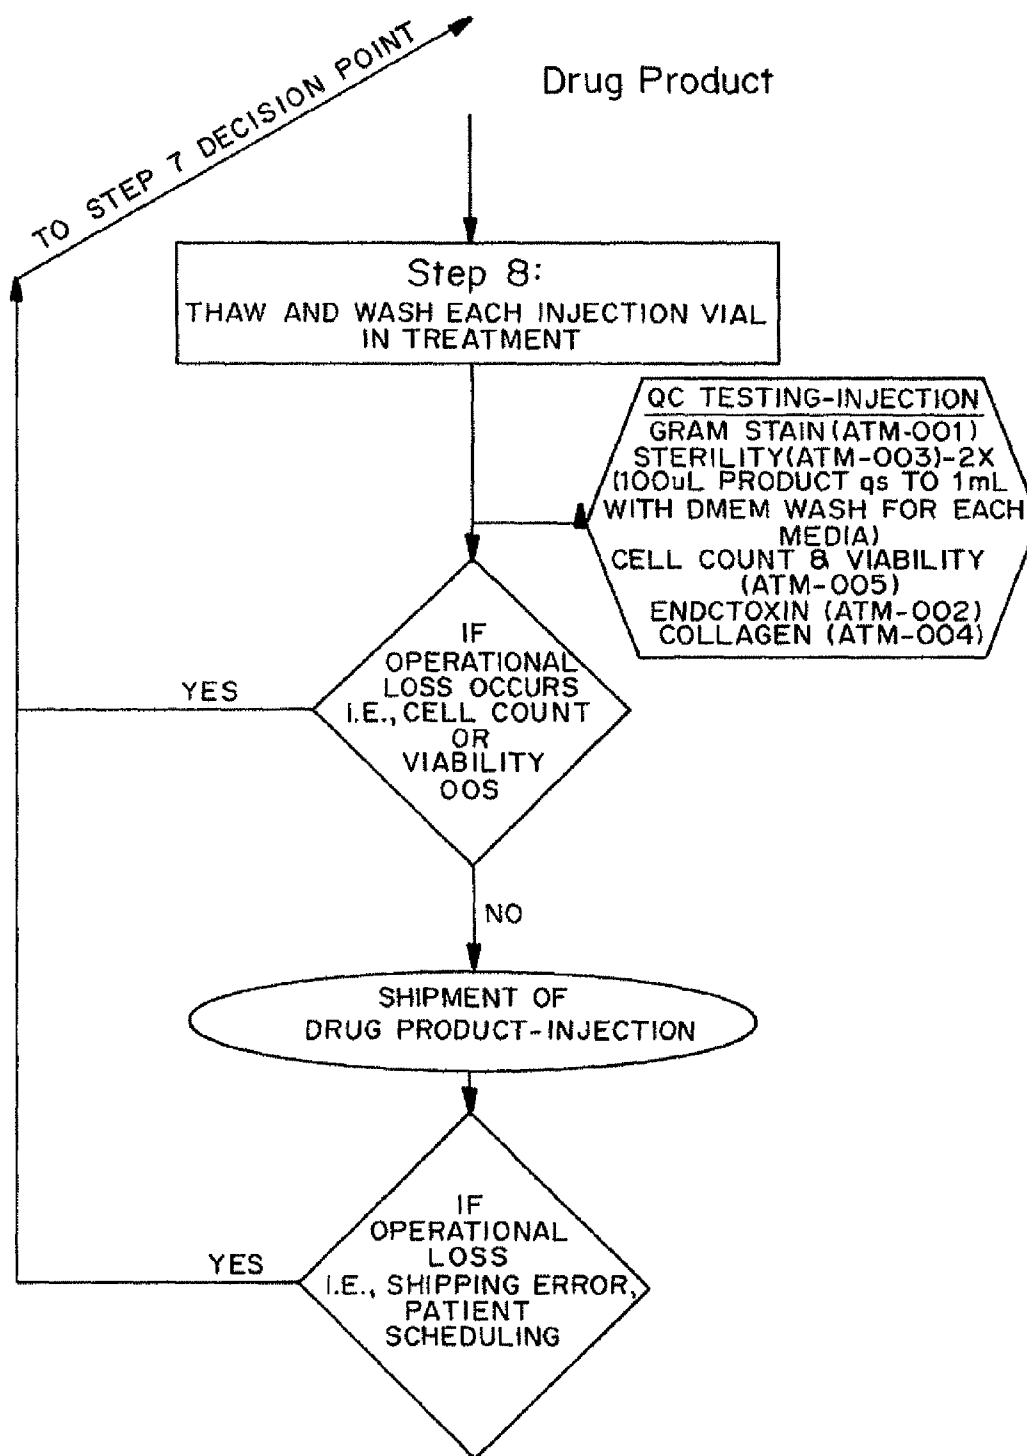 TO STEP 7 DECISION POINT
Drug Product
Step 8:
THAW AND WASH EACH INJECTION VIAL
IN TREATMENT
QC TESTING-INJECTION
GRAM STAIN (ATM-001)
STERILITY(ATM-003)-2X
(100uL PRODUCT qs TO 1mL
WITH DMEM WASH FOR EACH
MEDIA)
CELL COUNT & VIABILITY
(ATM-005)
ENDCTOXIN (ATM-002)
COLLAGEN (ATM-004)
IF
OPERATIONAL
LOSS OCCURS
I.E., CELL COUNT
OR
VIABILITY
OOS
YES
NO
SHIPMENT OF
DRUG PRODUCT-INJECTION
IF
OPERATIONAL
LOSS
I.E., SHIPPING ERROR,
PATIENT
SCHEDULING
YES